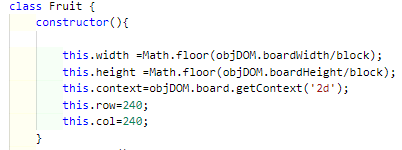 class Fruit {
constructor(){
this.width =Math.floor(objDOM.boardWidth/block);
this.height =Math.floor(objDOM.boardHeight/block);
this.context=objDOM.board.getContext('2d');
this.row=240;
this.col=240;
}